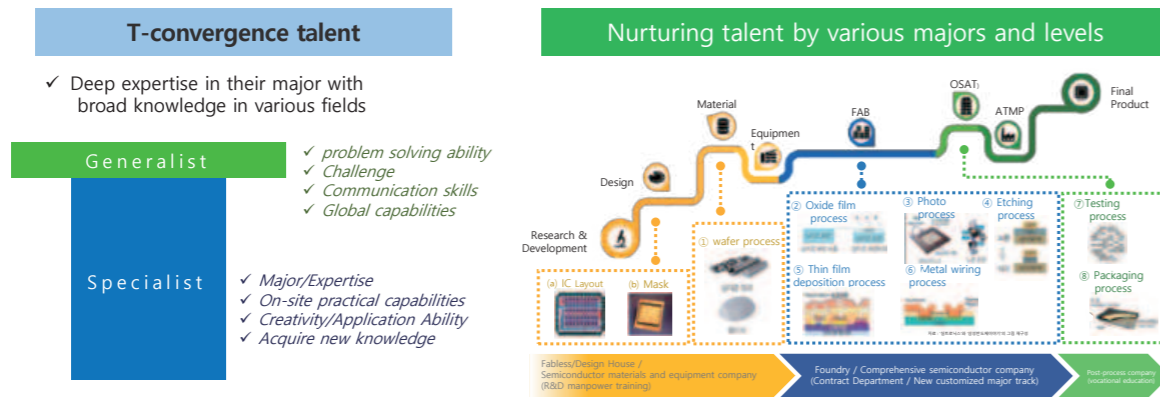 T-convergence talent
✓ Deep expertise in their major with
broad knowledge in various fields
Generalist
✓ problem solving ability
✓ Challenge
✓ Communication skills
✓ Global capabilities
Specialist
✓ Major/Expertise
✓ On-site practical capabilities
✓ Creativity/Application Ability
✓ Acquire new knowledge
Nurturing talent by various majors and levels
Research &
Development
Design
Material
Equipmen
t
FAB
OSAT)
ATMP
Final
Product
(a) IC Layout
(b) Mask
① wafer process
② Oxide film
process
③ Photo
process
④ Etching
process
⑤ Thin film
deposition process
⑥ Metal wiring
process
⑦Testing
process
⑧ Packaging
process
Fabless/Design House /
Semiconductor materials and equipment company
(R&D manpower training)
Foundry / Comprehensive semiconductor company
(Contract Department / New customized major track)
Post-process company
(vocational education)